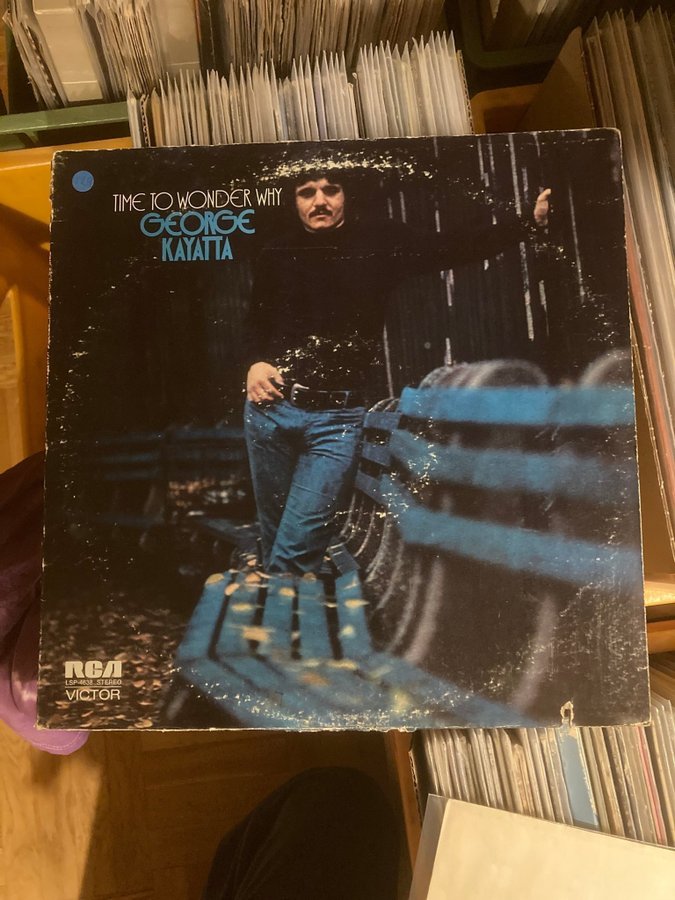 TIME TO WONDER WHY
GEORGE
KAYATTA
RCA
LSP-4638 STEREO
VICTOR